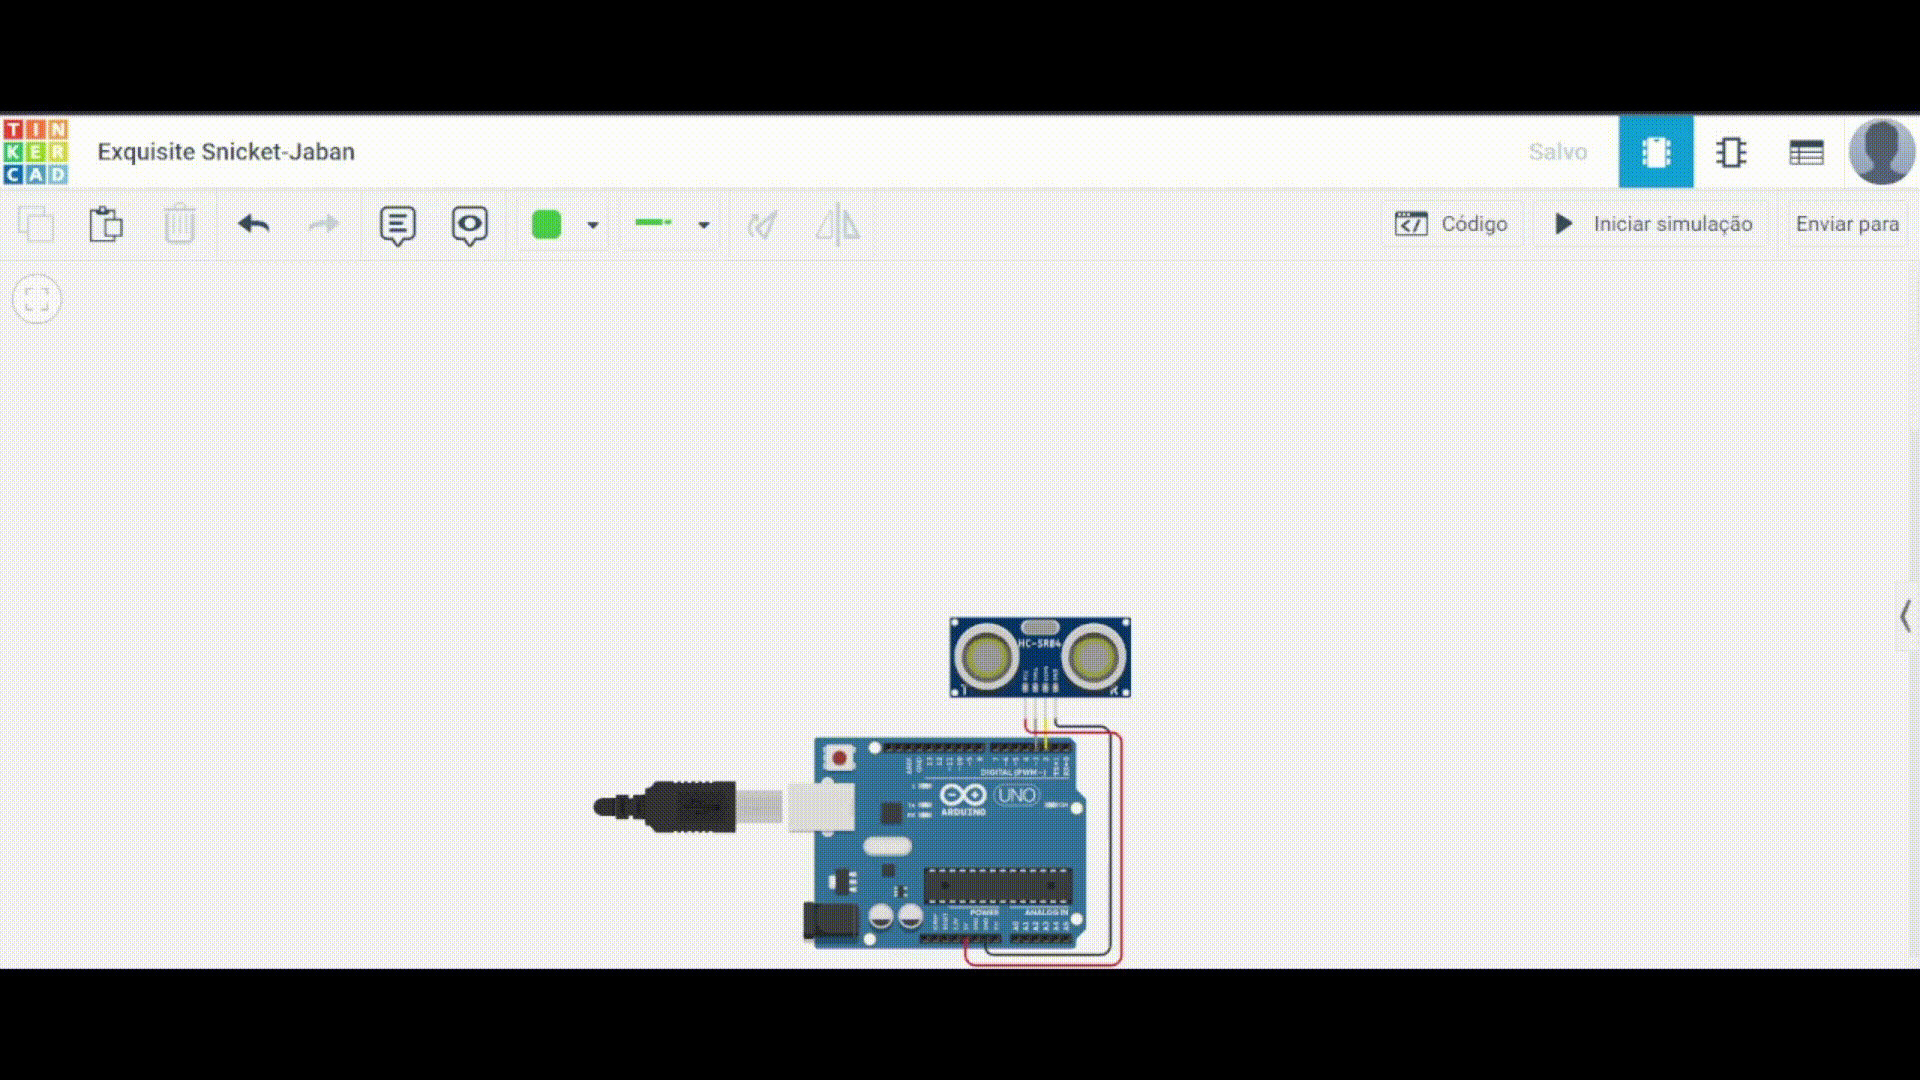 TIN
KER
CAD
Exquisite Snicket-Jaban
Salvo
Código
Iniciar simulação
Enviar para
HC-SR04
DIGITAL (PWM~)
UNO
ARDUINO
POWER
ANALOG IN